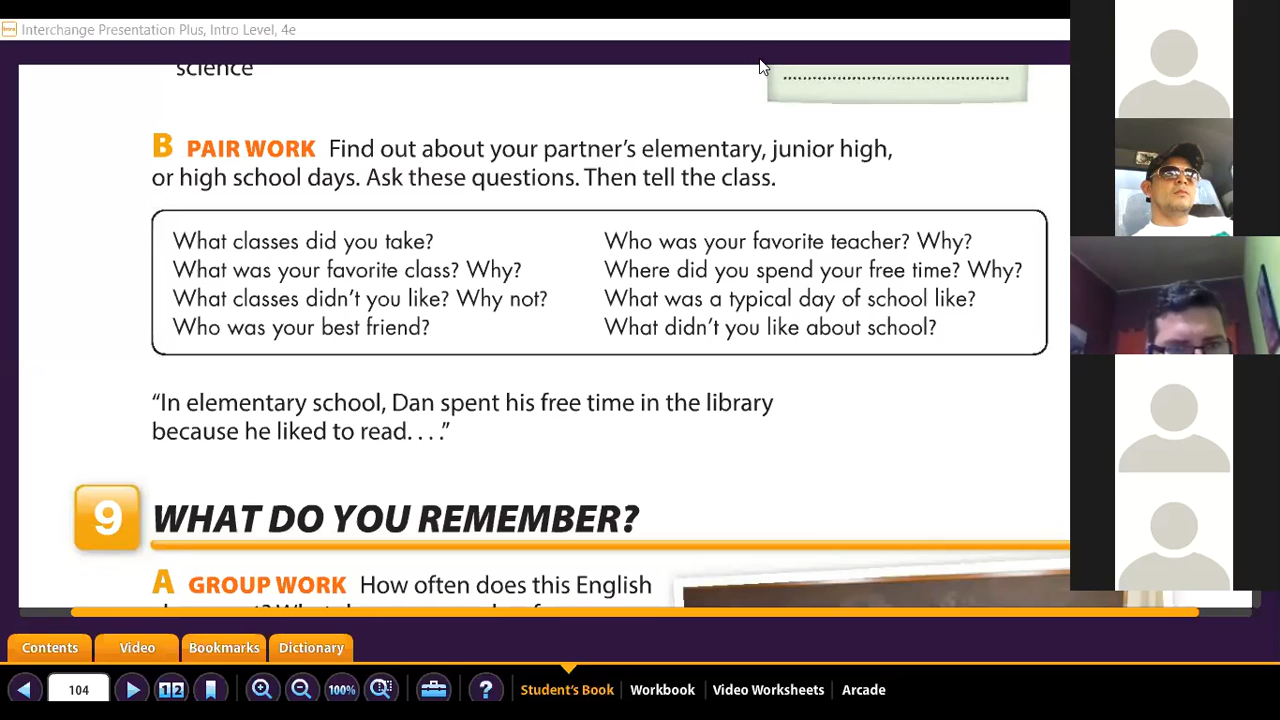 Interchange Presentation Plus, Intro Level, 4e
science
B PAIR WORK Find out about your partner's elementary, junior high,
or high school days. Ask these questions. Then tell the class.
What classes did you take?
What was your favorite class? Why?
What classes didn't you like? Why not?
Who was your best friend?
Who was your favorite teacher? Why?
Where did you spend your free time? Why?
What was a typical day of school like?
What didn't you like about school?
“In elementary school, Dan spent his free time in the library
because he liked to read. . . .”
9 WHAT DO YOU REMEMBER?
A GROUP WORK How often does this English
Contents Video Bookmarks Dictionary
104 12 100% ? Student's Book Workbook Video Worksheets Arcade